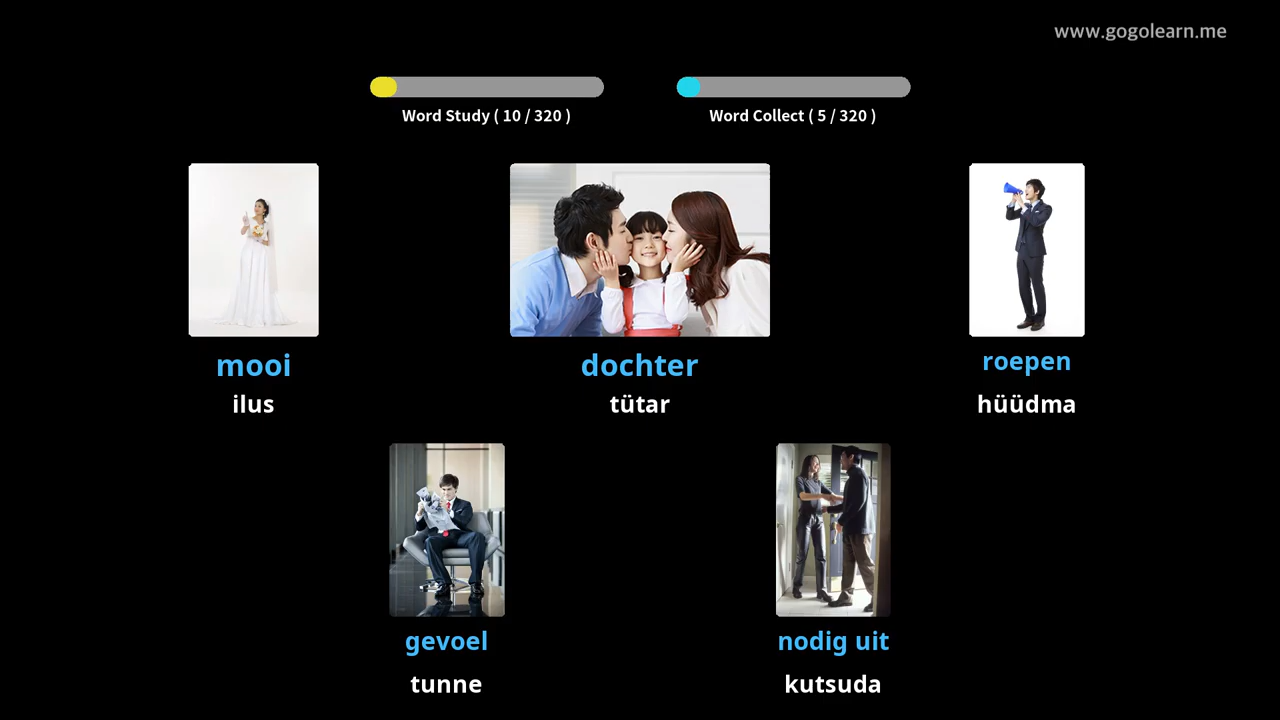 www.gogolearn.me
Word Study ( 10 / 320 )
Word Collect ( 5 / 320 )
mooi
ilus
dochter
tütar
roepen
hüüdma
gevoel
tunne
nodig uit
kutsuda